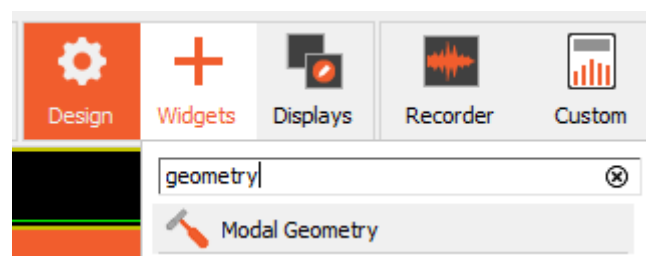 Design Widgets Displays Recorder Custom
geometry
Modal Geometry